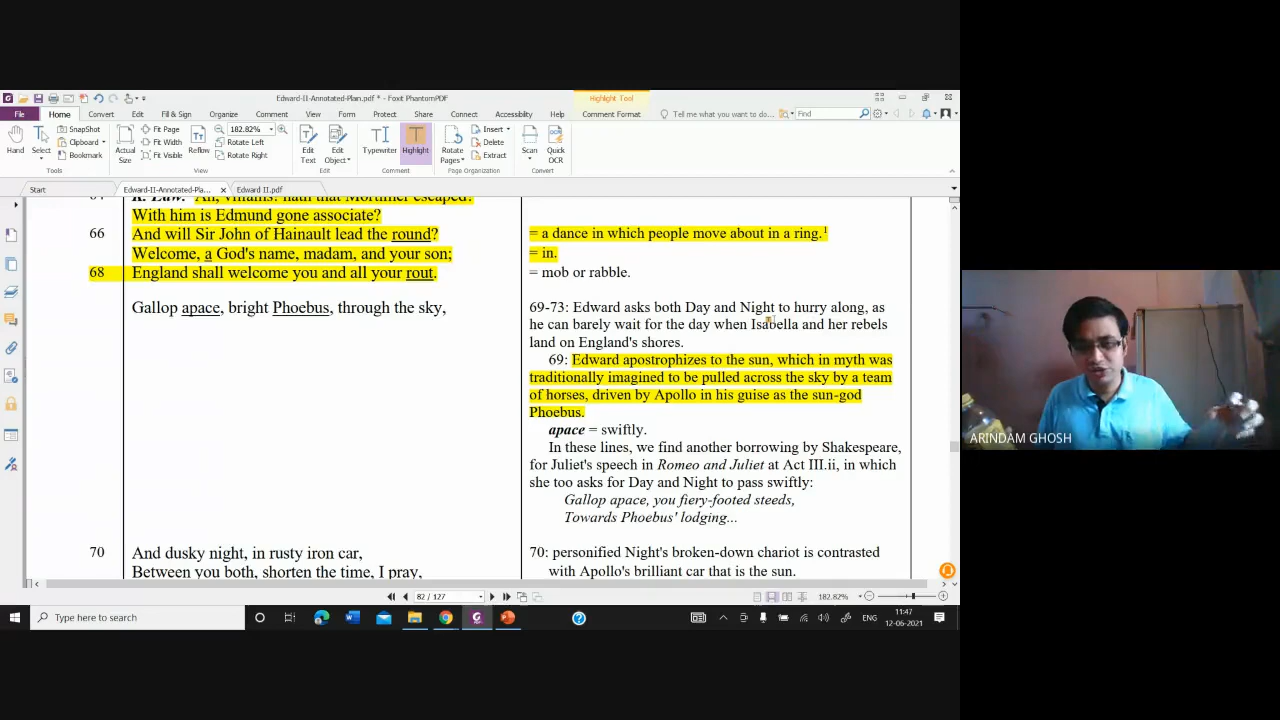 Edward-II-Annotated-Plan.pdf * - Foxit PhantomPDF
Highlight Tool
File
Home
Convert
Edit
Fill & Sign
Organize
Comment
View
Form
Protect
Share
Connect
Accessibility
Help
Comment Format
Tell me what you want to do...
Find
Hand
Select
SnapShot
Clipboard
Bookmark
Tools
Actual Size
Fit Page
Fit Width
Fit Visible
Reflow
182.82%
Rotate Left
Rotate Right
View
Edit Text
Edit Object
Edit
Typewriter
Highlight
Comment
Rotate Pages
Insert
Delete
Extract
Page Organization
Scan
Quick OCR
Convert
Start
Edward-II-Annotated-Pla...
Edward II.pdf
With him is Edmund gone associate?
66 And will Sir John of Hainault lead the round? = a dance in which people move about in a ring.1
Welcome, a God's name, madam, and your son; = in.
68 England shall welcome you and all your rout. = mob or rabble.
Gallop apace, bright Phoebus, through the sky,
69-73: Edward asks both Day and Night to hurry along, as
he can barely wait for the day when Isabella and her rebels
land on England's shores.
69: Edward apostrophizes to the sun, which in myth was
traditionally imagined to be pulled across the sky by a team
of horses, driven by Apollo in his guise as the sun-god
Phoebus.
apace = swiftly.
In these lines, we find another borrowing by Shakespeare,
for Juliet's speech in Romeo and Juliet at Act III.ii, in which
she too asks for Day and Night to pass swiftly:
Gallop apace, you fiery-footed steeds,
Towards Phoebus' lodging...
70 And dusky night, in rusty iron car,
Between you both, shorten the time, I pray,
70: personified Night's broken-down chariot is contrasted
with Apollo's brilliant car that is the sun.
82 / 127
182.82%
Type here to search
ENG
11:47
12-06-2021
ARINDAM GHOSH